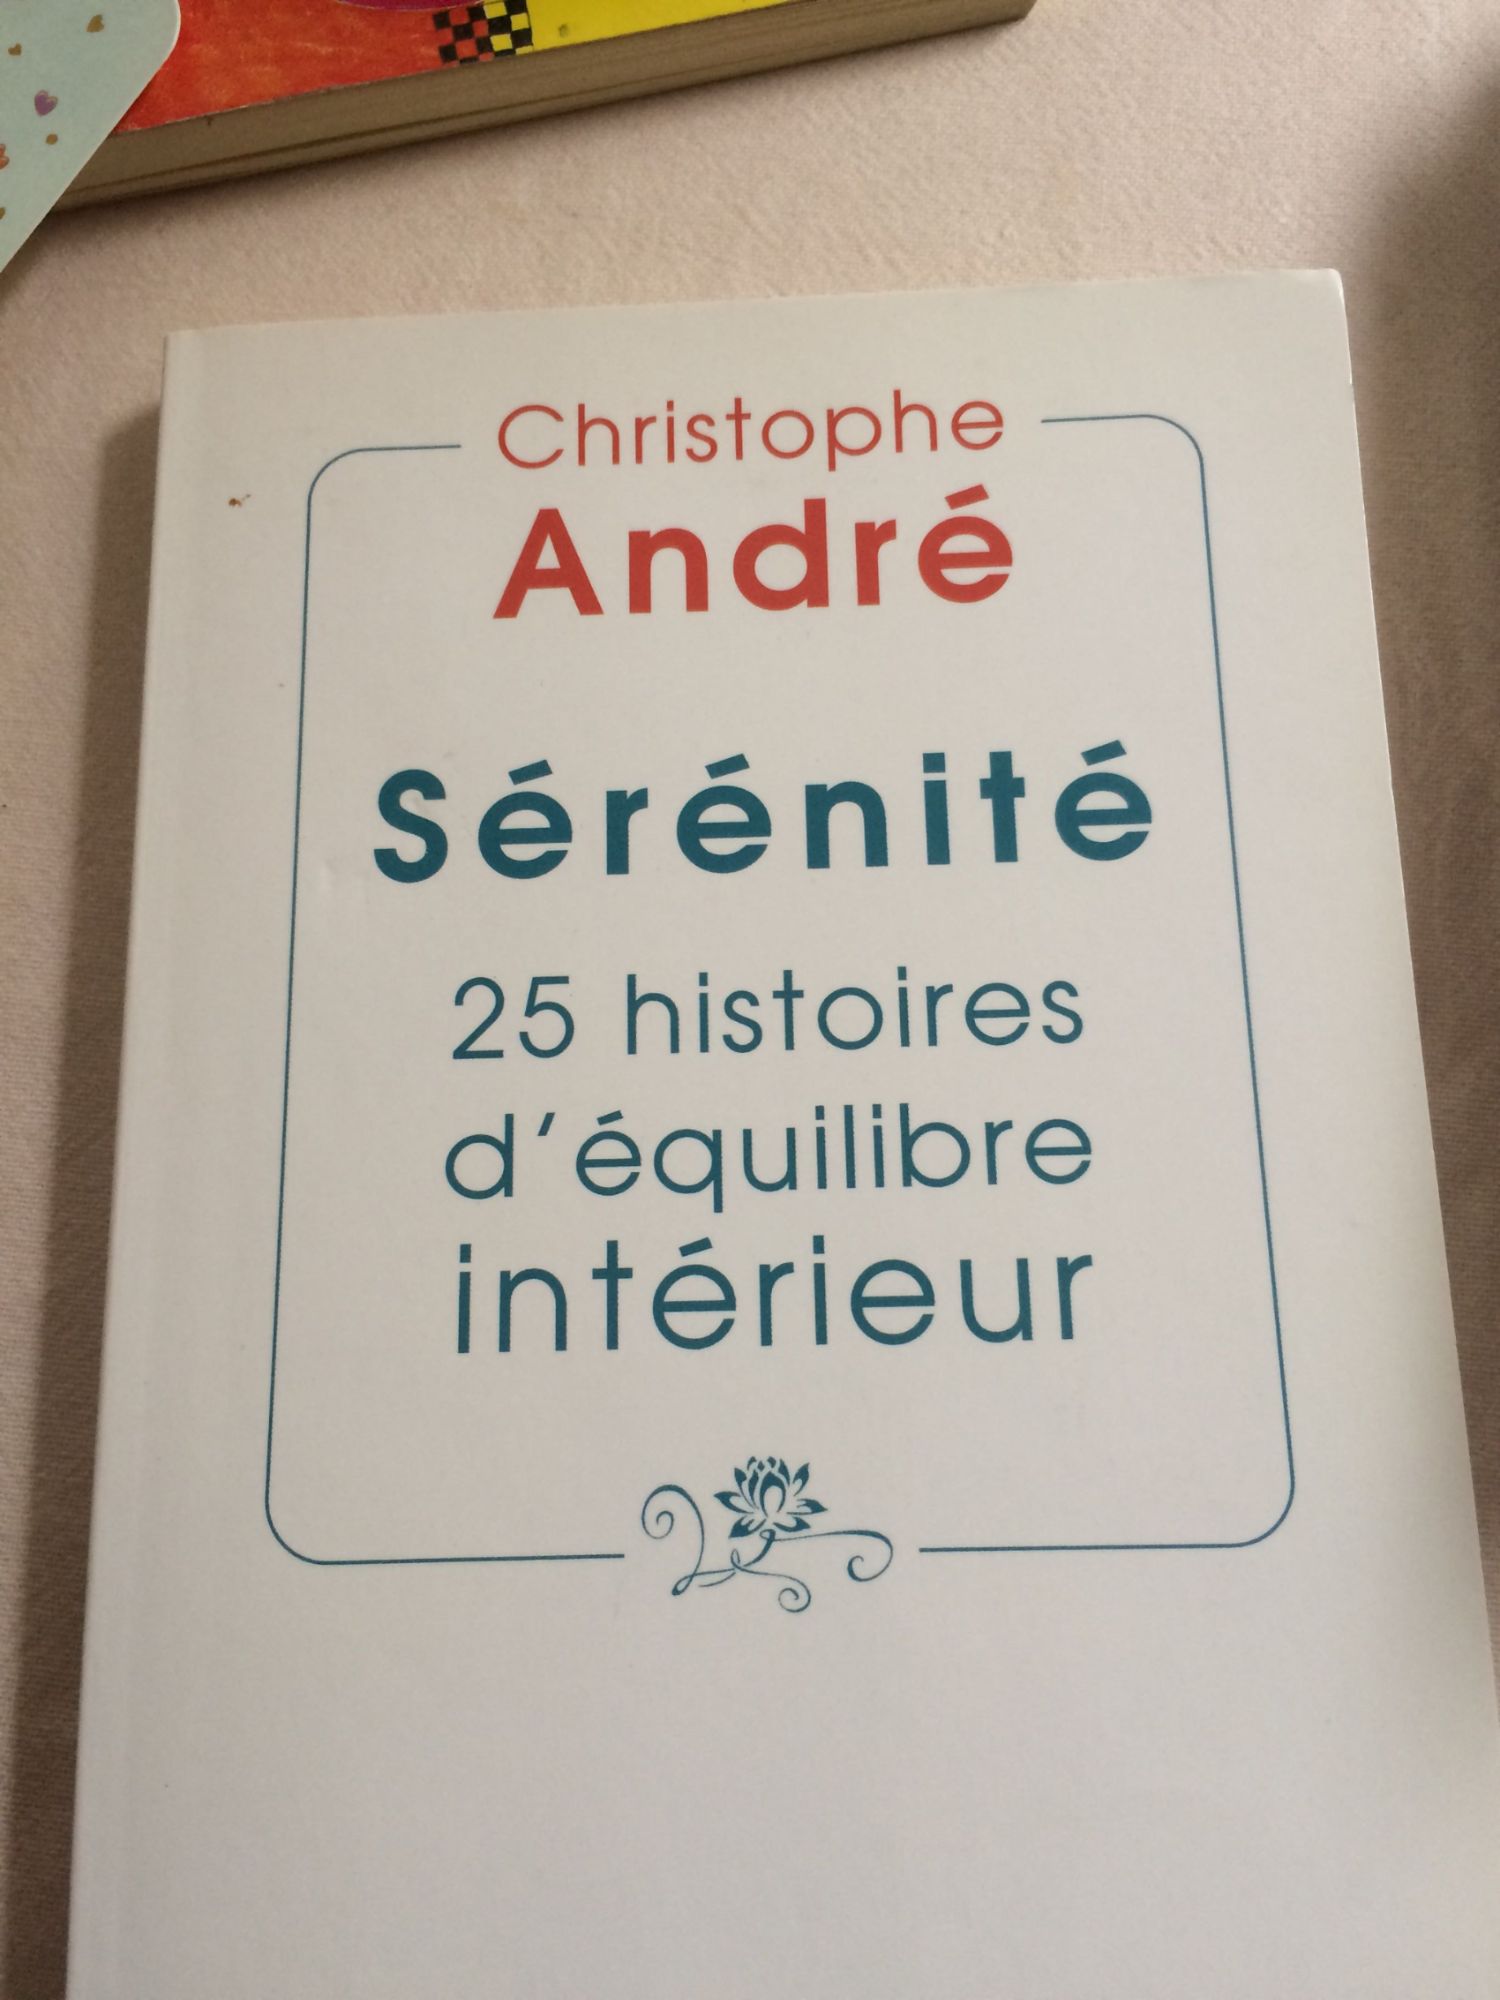 Christophe
André
Sérénité
25 histoires
d'équilibre
intérieur